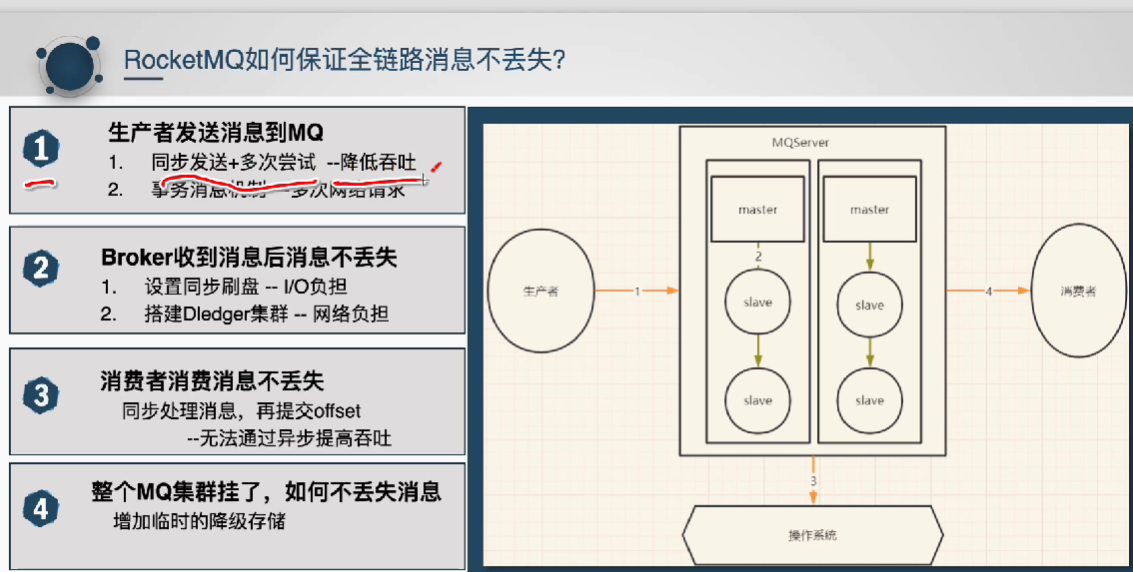 RocketMQ如何保证全链路消息不丢失?
1
生产者发送消息到MQ
1. 同步发送+多次尝试 --降低吞吐
2. 事务消息机制 --多次网络请求
2
Broker收到消息后消息不丢失
1. 设置同步刷盘 -- I/O负担
2. 搭建Dledger集群 -- 网络负担
3
消费者消费消息不丢失
同步处理消息，再提交offset
--无法通过异步提高吞吐
4
整个MQ集群挂了，如何不丢失消息
增加临时的降级存储
MQServer
master
master
2
slave
slave
生产者
1
4
消费者
slave
slave
3
操作系统